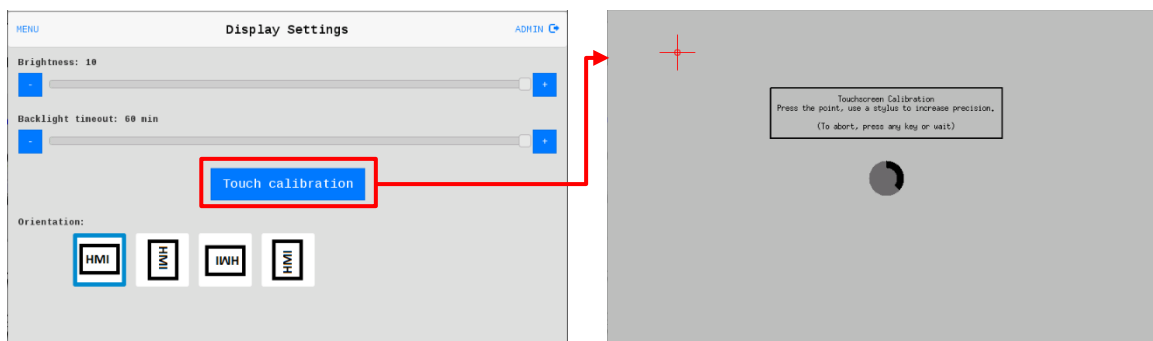 MENU
Display Settings
ADMIN
Brightness: 10
-
+
Backlight timeout: 60 min
-
+
Touch calibration
Orientation:
HMI
HMI
HMI
HMI
Touchscreen Calibration
Press the point, use a stylus to increase precision.
(To abort, press any key or wait)